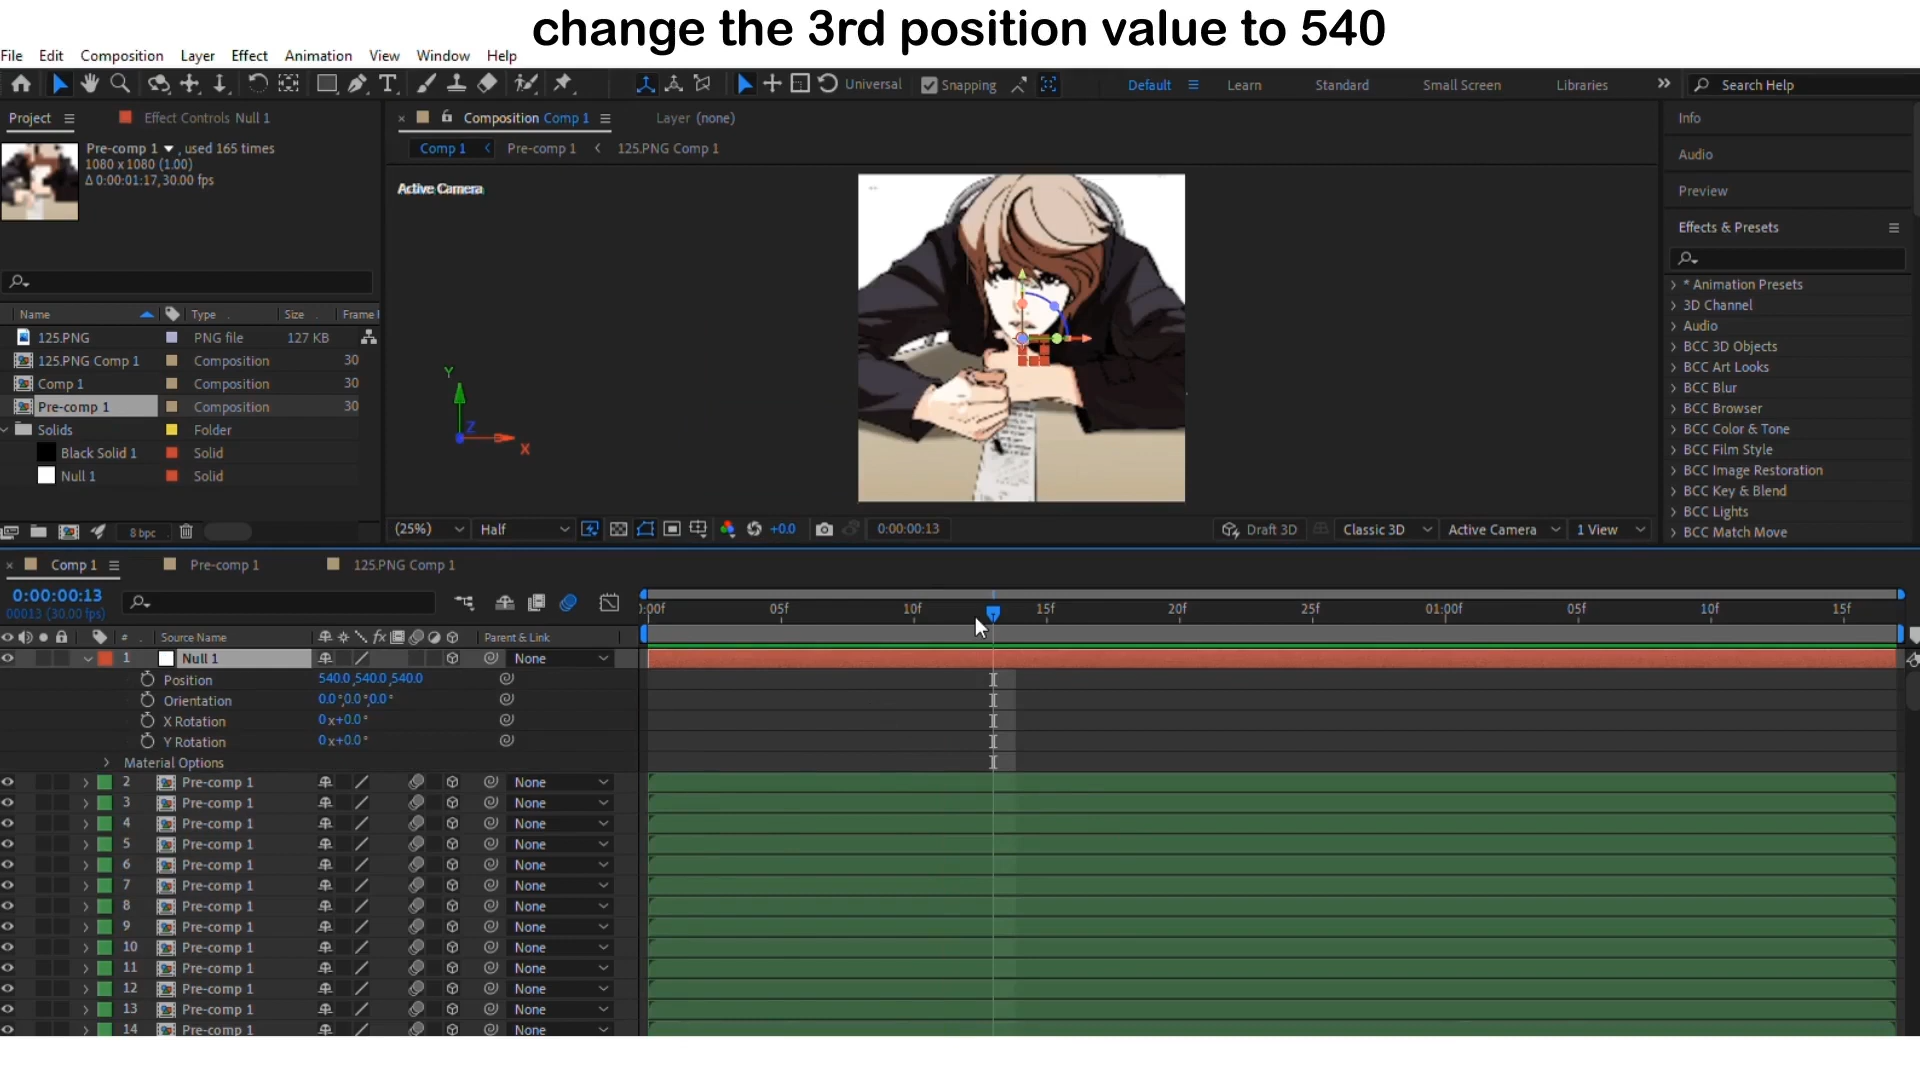 change the 3rd position value to 540
File Edit Composition Layer Effect Animation View Window Help
Universal Snapping Default Learn Standard Small Screen Libraries Search Help
Project Effect Controls Null 1
Pre-comp 1 , used 165 times
1080 x 1080 (1.00)
Δ 0:00:01:17, 30.00 fps
Name Type Size Frame
125.PNG PNG file 127 KB
125.PNG Comp 1 Composition 30
Comp 1 Composition 30
Pre-comp 1 Composition 30
Solids Folder
Black Solid 1 Solid
Null 1 Solid
8 bpc
Composition Comp 1 Layer (none)
Comp 1 Pre-comp 1 125.PNG Comp 1
Active Camera
Y
Z
X
(25%) Half +0.0 0:00:00:13 Draft 3D Classic 3D Active Camera 1 View
Info
Audio
Preview
Effects & Presets
* Animation Presets
3D Channel
Audio
BCC 3D Objects
BCC Art Looks
BCC Blur
BCC Browser
BCC Color & Tone
BCC Film Style
BCC Image Restoration
BCC Key & Blend
BCC Lights
BCC Match Move
Comp 1 Pre-comp 1 125.PNG Comp 1
0:00:00:13
00013 (30.00 fps)
):00f 05f 10f 15f 20f 25f 01:00f 05f 10f 15f
# Source Name fx Parent & Link
1 Null 1 None
Position 540.0,540.0,540.0
Orientation 0.0°,0.0°,0.0°
X Rotation 0x+0.0°
Y Rotation 0x+0.0°
Material Options
2 Pre-comp 1 None
3 Pre-comp 1 None
4 Pre-comp 1 None
5 Pre-comp 1 None
6 Pre-comp 1 None
7 Pre-comp 1 None
8 Pre-comp 1 None
9 Pre-comp 1 None
10 Pre-comp 1 None
11 Pre-comp 1 None
12 Pre-comp 1 None
13 Pre-comp 1 None
14 Pre-comp 1 None